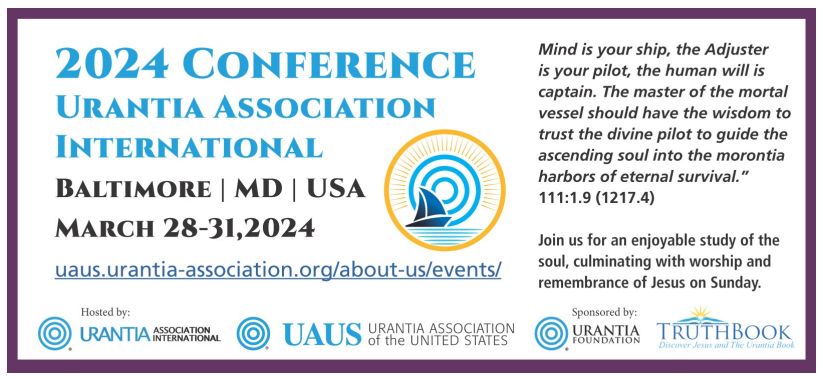 2024 Conference
Urantia Association
International
Baltimore | MD | USA
March 28-31,2024
uaus.urantia-association.org/about-us/events/
Mind is your ship, the Adjuster
is your pilot, the human will is
captain. The master of the mortal
vessel should have the wisdom to
trust the divine pilot to guide the
ascending soul into the morontia
harbors of eternal survival.”
111:1.9 (1217.4)
Join us for an enjoyable study of the
soul, culminating with worship and
remembrance of Jesus on Sunday.
Hosted by:
URANTIA ASSOCIATION
INTERNATIONAL
UAUS URANTIA ASSOCIATION
of the UNITED STATES
Sponsored by:
URANTIA
FOUNDATION
TRUTHBOOK
Discover Jesus and The Urantia Book